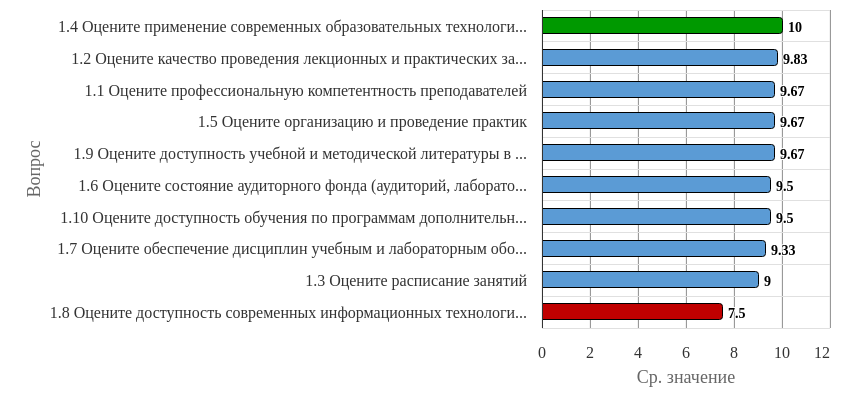 1.4 Оцените применение современных образовательных технологи... 10
1.2 Оцените качество проведения лекционных и практических за... 9.83
1.1 Оцените профессиональную компетентность преподавателей 9.67
1.5 Оцените организацию и проведение практик 9.67
1.9 Оцените доступность учебной и методической литературы в ... 9.67
1.6 Оцените состояние аудиторного фонда (аудиторий, лаборато... 9.5
1.10 Оцените доступность обучения по программам дополнительн... 9.5
1.7 Оцените обеспечение дисциплин учебным и лабораторным обо... 9.33
1.3 Оцените расписание занятий 9
1.8 Оцените доступность современных информационных технологи... 7.5
Вопрос
0 2 4 6 8 10 12
Ср. значение